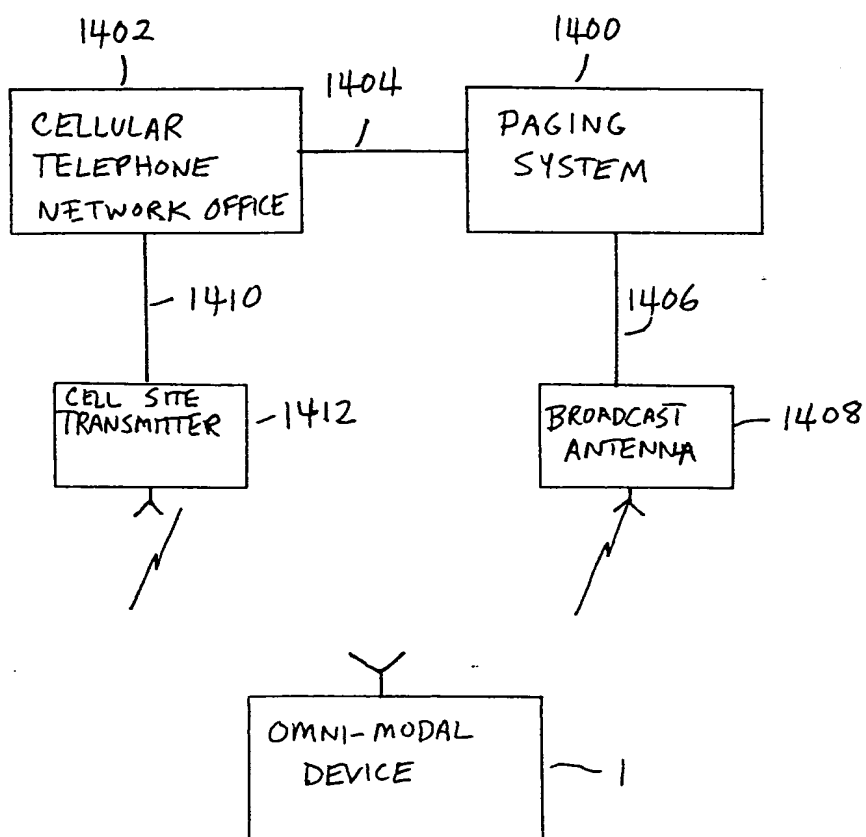 1402
1400
1404
CELLULAR
TELEPHONE
NETWORK OFFICE
PAGING
SYSTEM
1410
1406
CELL SITE
TRANSMITTER
1412
BROADCAST
ANTENNA
1408
OMNI-MODAL
DEVICE
1